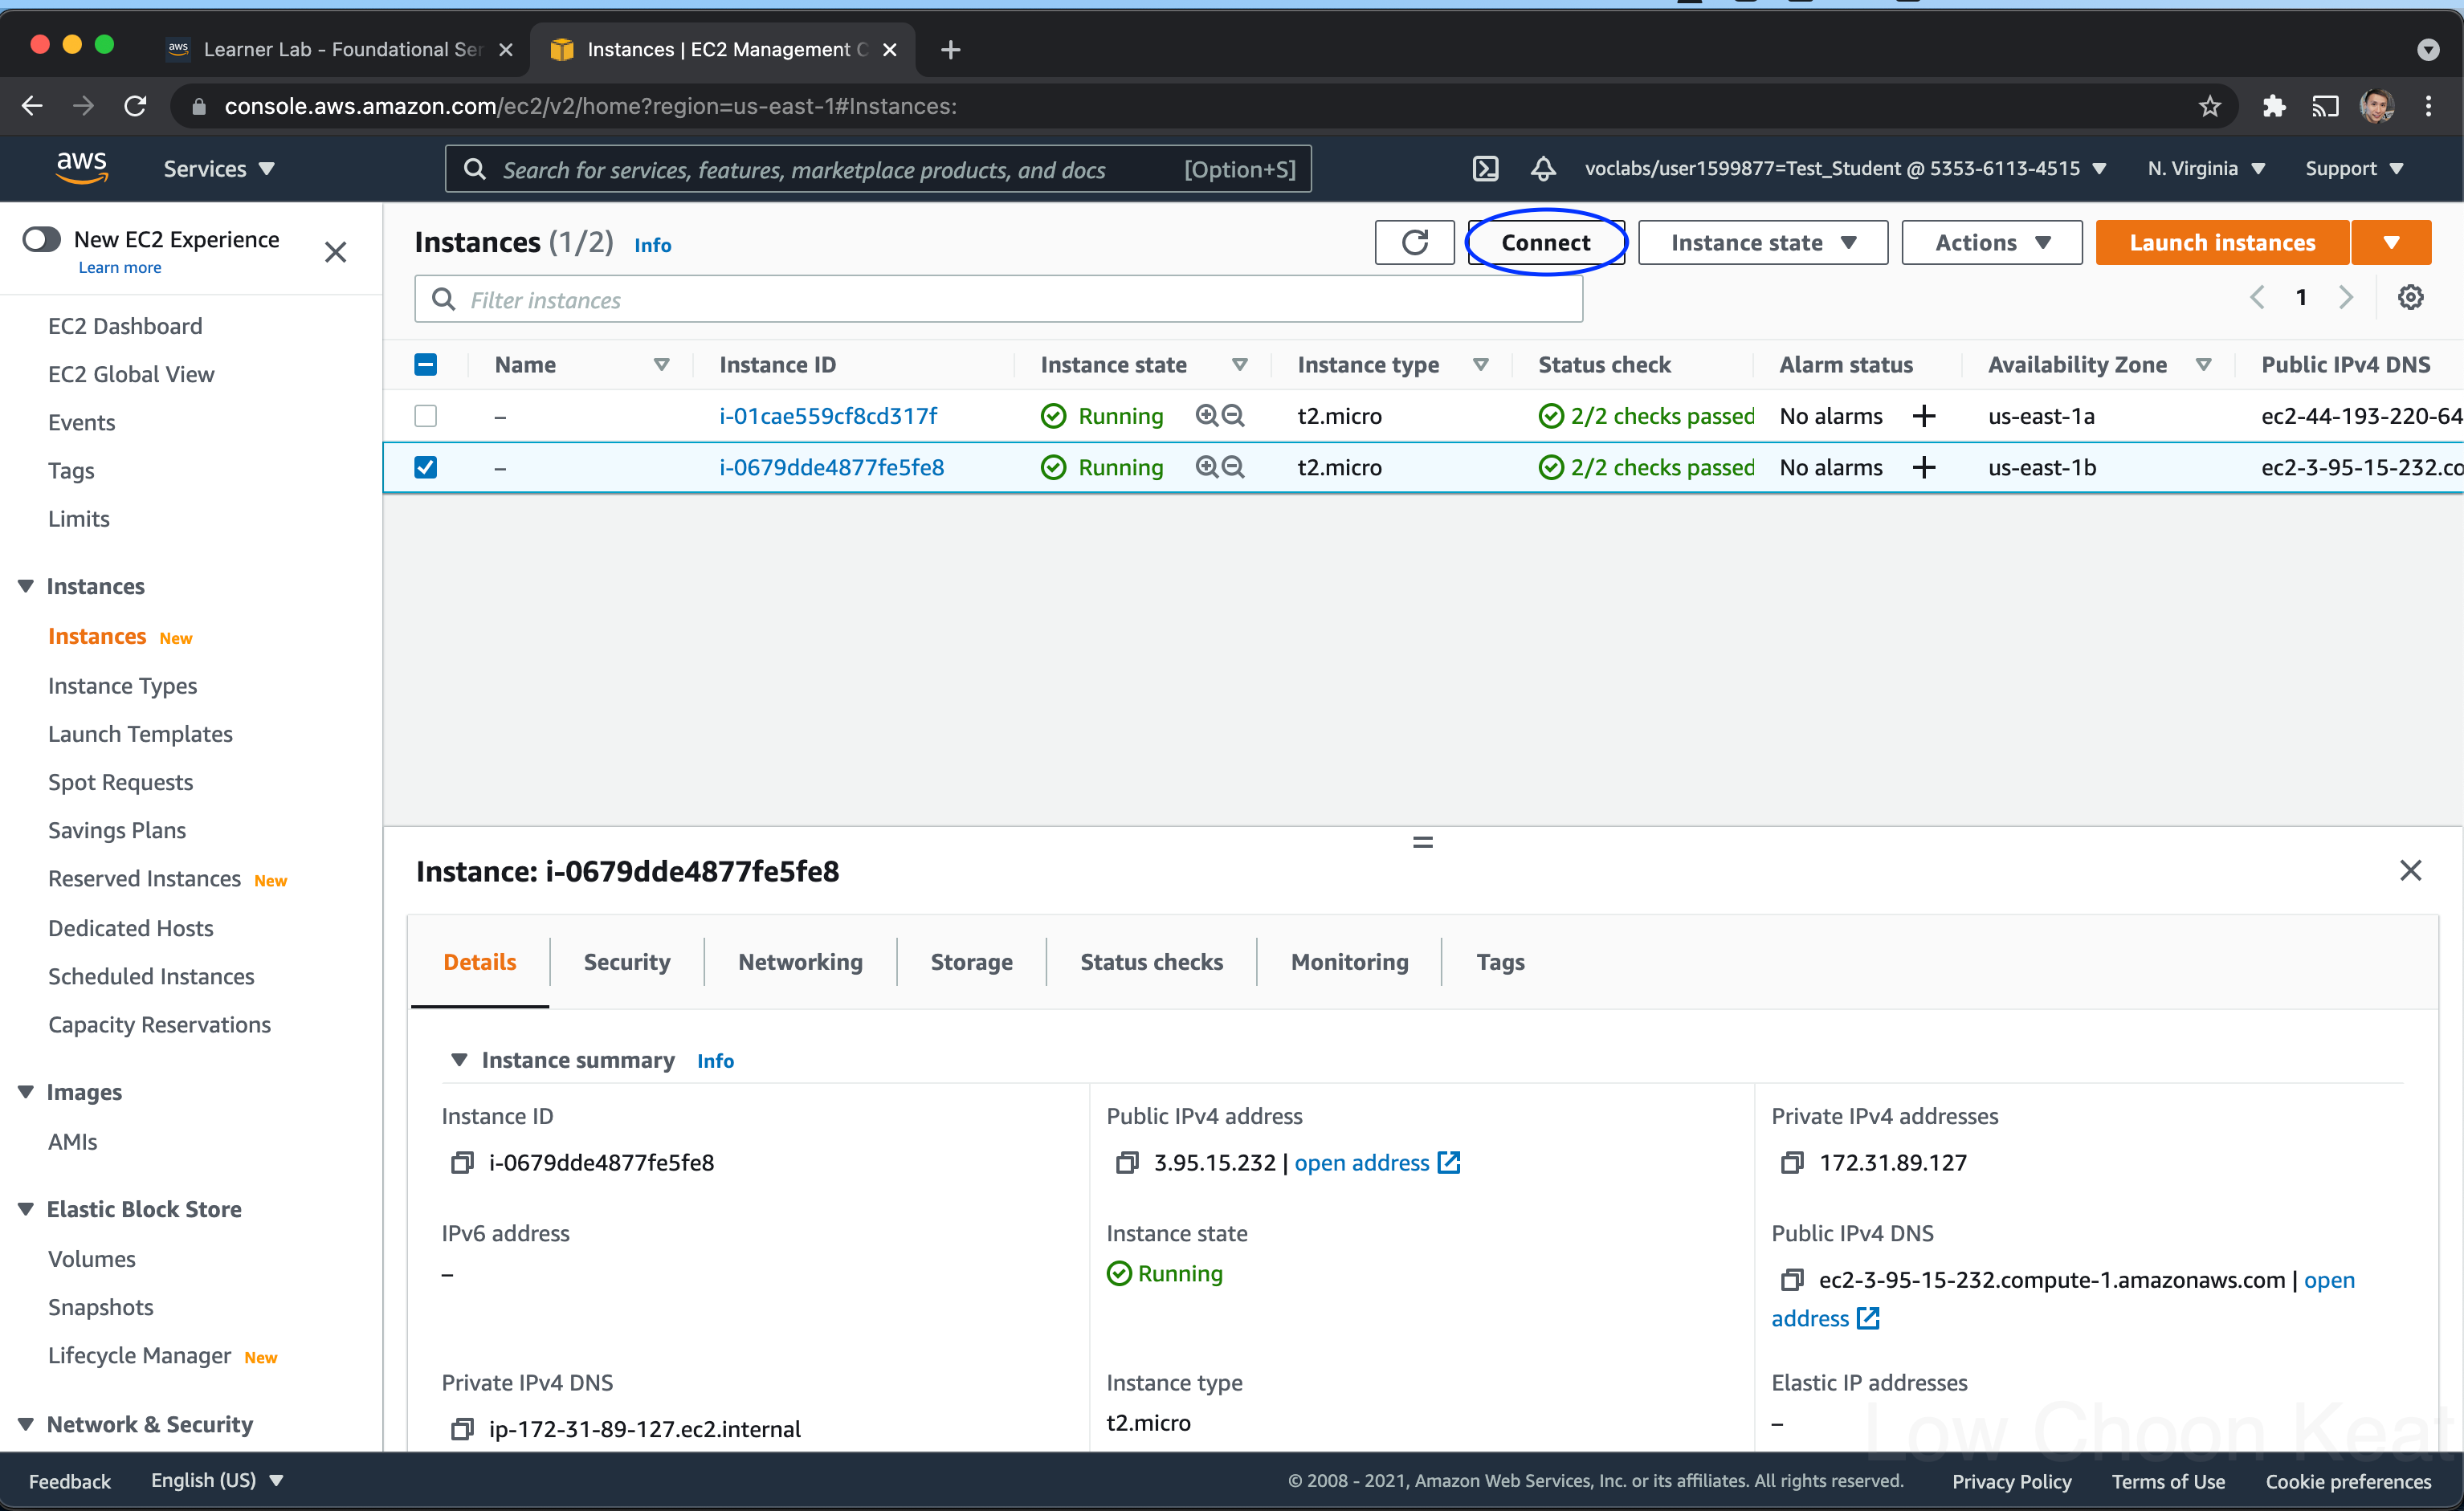 aws Learner Lab - Foundational Ser
Instances | EC2 Management C
console.aws.amazon.com/ec2/v2/home?region=us-east-1#Instances:
aws Services Search for services, features, marketplace products, and docs [Option+S] voclabs/user1599877=Test_Student @ 5353-6113-4515 N. Virginia Support
New EC2 Experience
Learn more
EC2 Dashboard
EC2 Global View
Events
Tags
Limits
Instances
Instances New
Instance Types
Launch Templates
Spot Requests
Savings Plans
Reserved Instances New
Dedicated Hosts
Scheduled Instances
Capacity Reservations
Images
AMIs
Elastic Block Store
Volumes
Snapshots
Lifecycle Manager New
Network & Security
Instances (1/2) Info Connect Instance state Actions Launch instances
Filter instances 1
Name Instance ID Instance state Instance type Status check Alarm status Availability Zone Public IPv4 DNS
– i-01cae559cf8cd317f Running t2.micro 2/2 checks passed No alarms us-east-1a ec2-44-193-220-64
– i-0679dde4877fe5fe8 Running t2.micro 2/2 checks passed No alarms us-east-1b ec2-3-95-15-232.co
Instance: i-0679dde4877fe5fe8
Details Security Networking Storage Status checks Monitoring Tags
Instance summary Info
Instance ID
i-0679dde4877fe5fe8
Public IPv4 address
3.95.15.232 | open address
Private IPv4 addresses
172.31.89.127
IPv6 address
–
Instance state
Running
Public IPv4 DNS
ec2-3-95-15-232.compute-1.amazonaws.com | open
address
Private IPv4 DNS
ip-172-31-89-127.ec2.internal
Instance type
t2.micro
Elastic IP addresses
–
Low Choon Keat
Feedback English (US) © 2008 - 2021, Amazon Web Services, Inc. or its affiliates. All rights reserved. Privacy Policy Terms of Use Cookie preferences